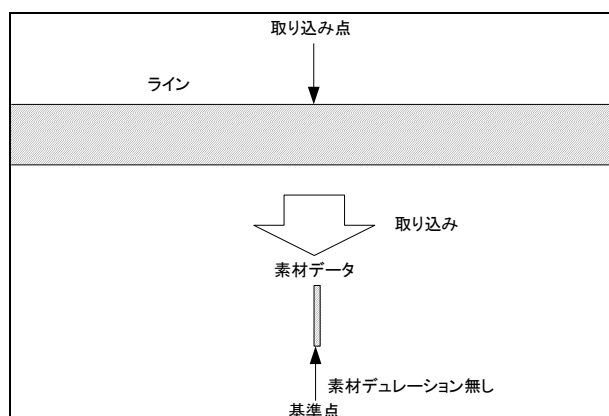 取り込み点
ライン
取り込み
素材データ
素材デュレーション無し
基準点